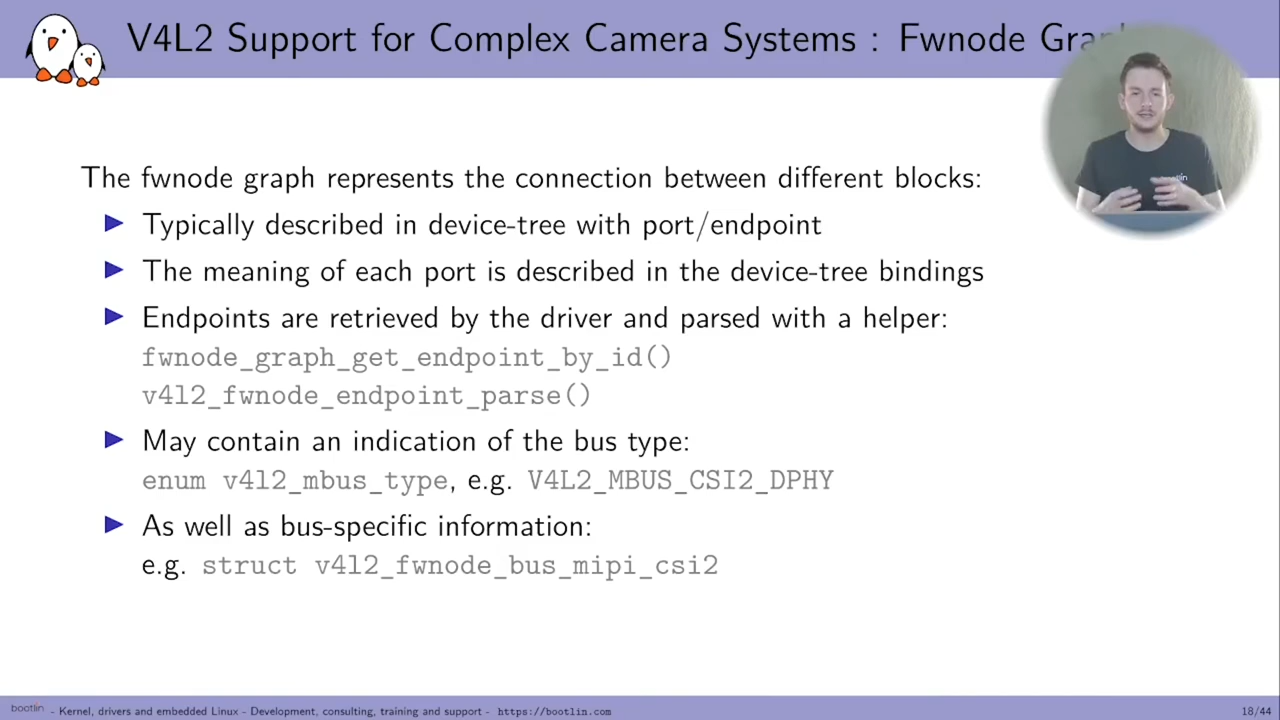 V4L2 Support for Complex Camera Systems : Fwnode
The fwnode graph represents the connection between different blocks:
Typically described in device-tree with port/endpoint
The meaning of each port is described in the device-tree bindings
Endpoints are retrieved by the driver and parsed with a helper:
fwnode_graph_get_endpoint_by_id()
v4l2_fwnode_endpoint_parse()
May contain an indication of the bus type:
enum v4l2_mbus_type, e.g. V4L2_MBUS_CSI2_DPHY
As well as bus-specific information:
e.g. struct v4l2_fwnode_bus_mipi_csi2
bootlin - Kernel, drivers and embedded Linux - Development, consulting, training and support - https://bootlin.com
18/44